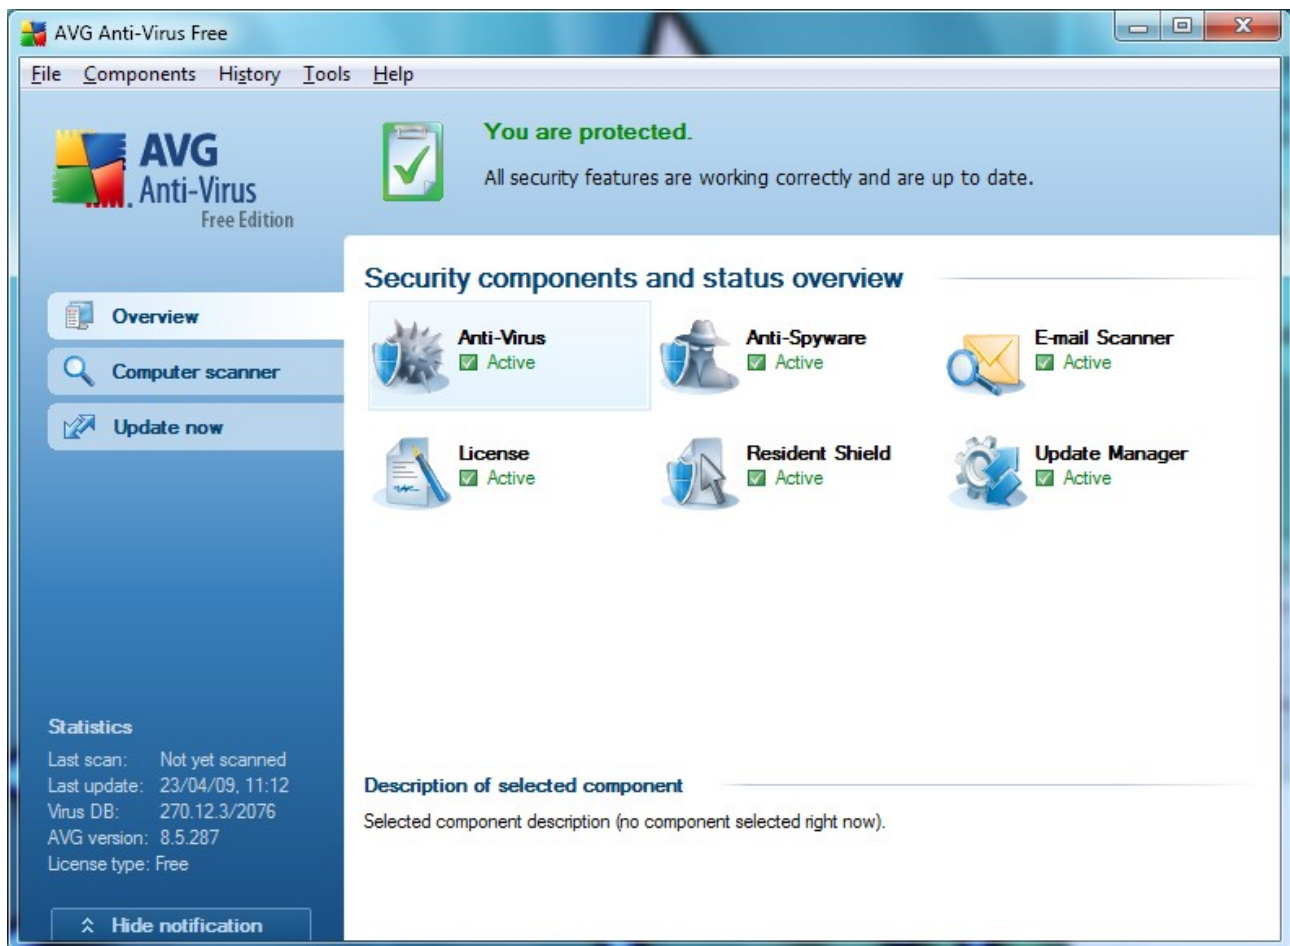 AVG Anti-Virus Free
File Components History Tools Help
AVG
Anti-Virus
Free Edition
You are protected.
All security features are working correctly and are up to date.
Overview
Computer scanner
Update now
Security components and status overview
Anti-Virus
Active
Anti-Spyware
Active
E-mail Scanner
Active
License
Active
Resident Shield
Active
Update Manager
Active
Statistics
Last scan: Not yet scanned
Last update: 23/04/09, 11:12
Virus DB: 270.12.3/2076
AVG version: 8.5.287
License type: Free
Hide notification
Description of selected component
Selected component description (no component selected right now).